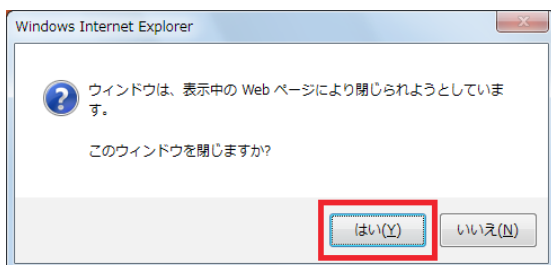 Windows Internet Explorer
ウィンドウは、表示中の Web ページにより閉じられようとしていま
す。
このウィンドウを閉じますか?
はい(Y) いいえ(N)